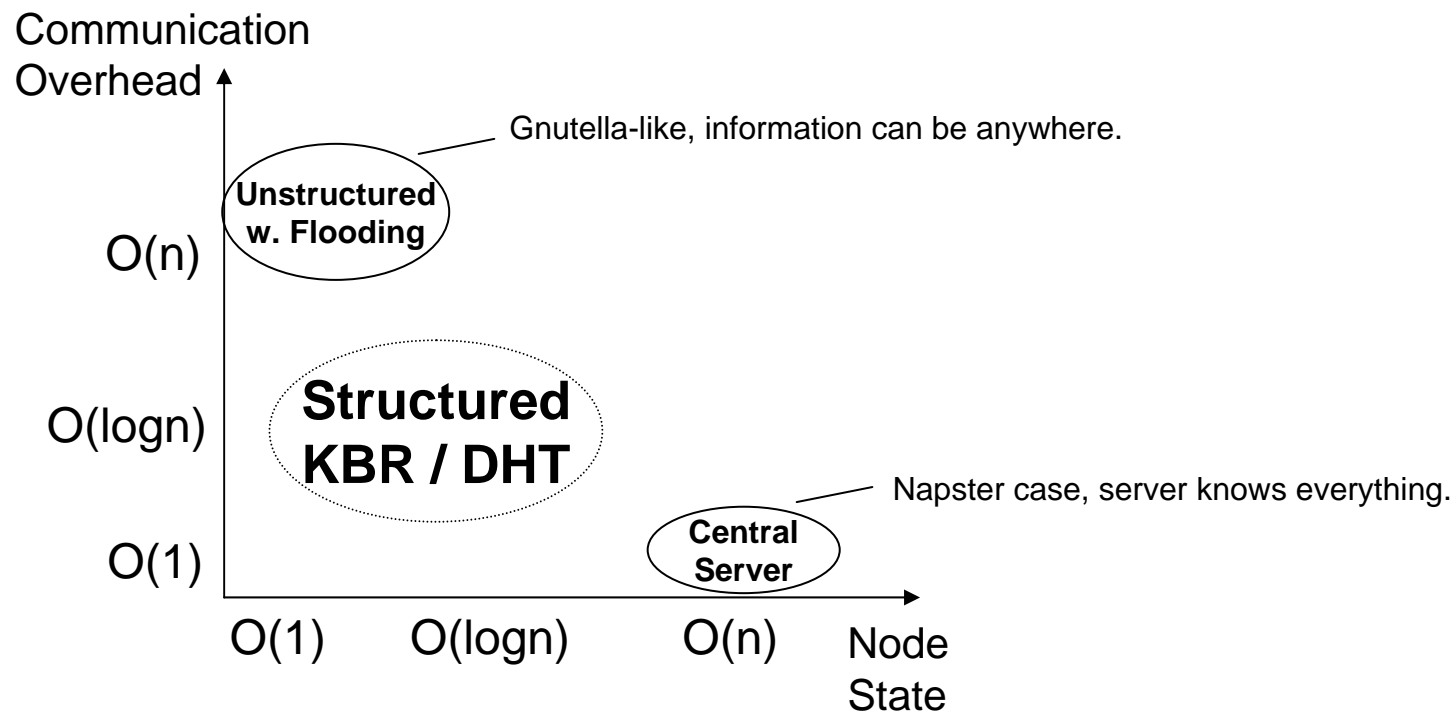 Communication
Overhead
Gnutella-like, information can be anywhere.
Unstructured
w. Flooding
O(n)
Structured
KBR / DHT
O(logn)
Napster case, server knows everything.
Central
Server
O(1)
O(1)
O(logn)
O(n)
Node
State